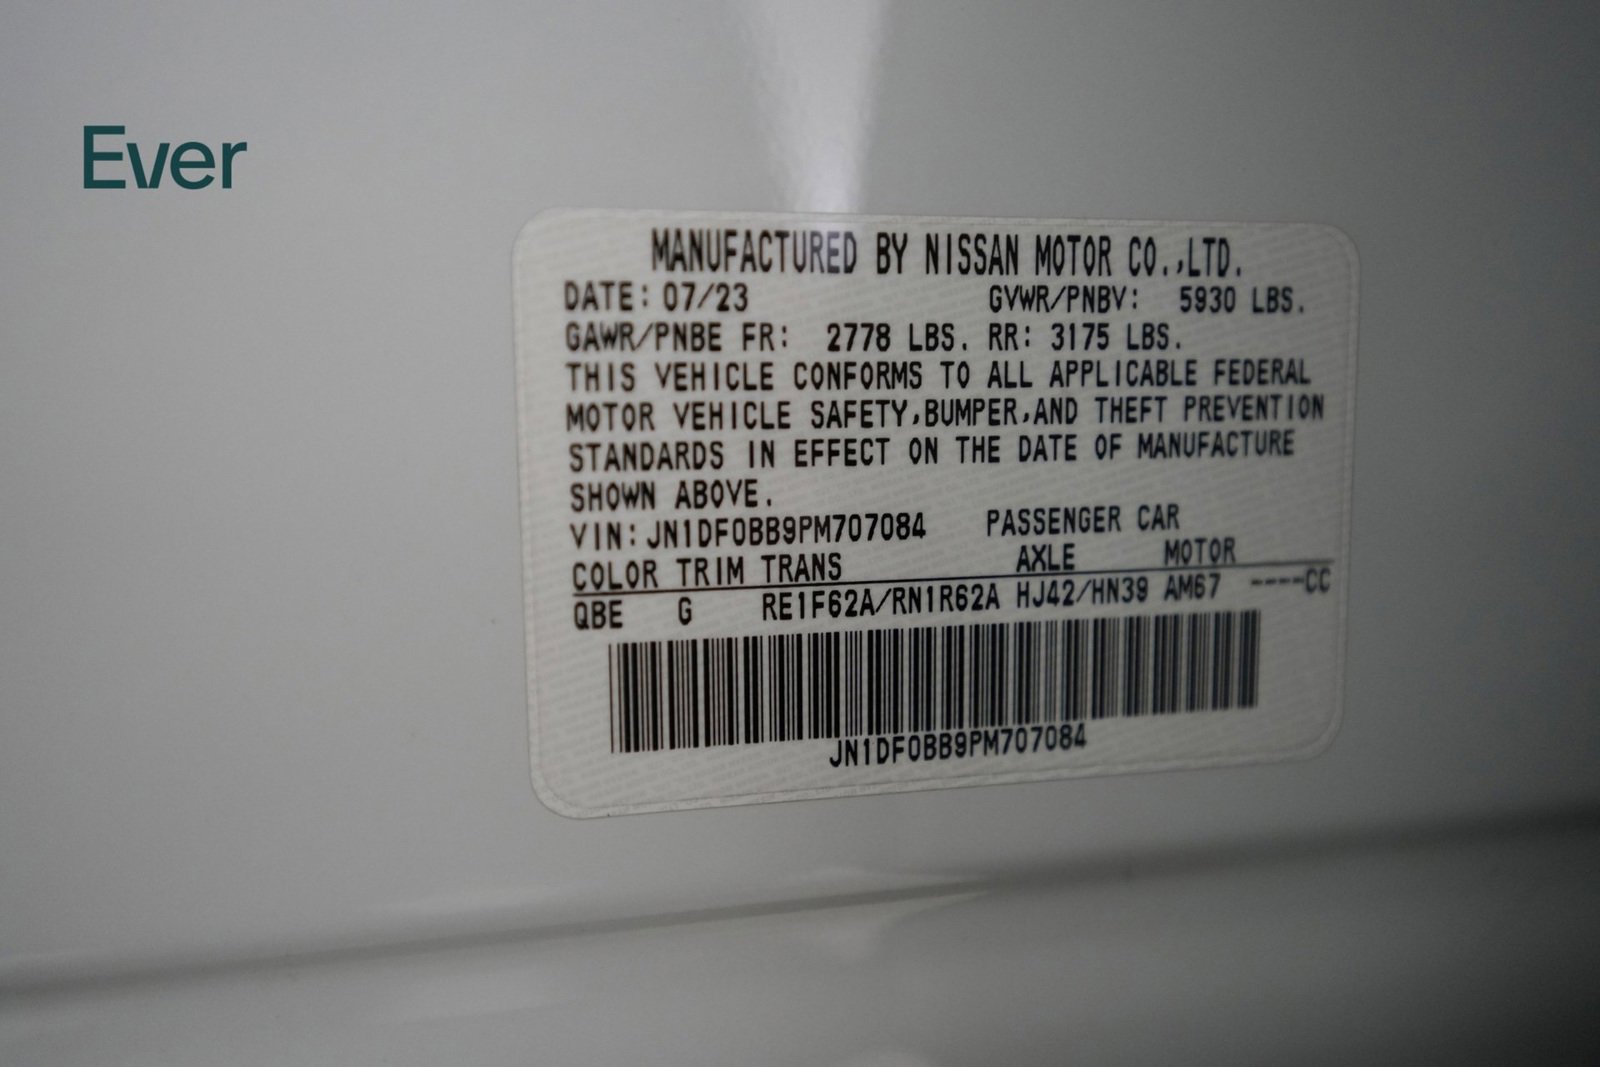 Ever
MANUFACTURED BY NISSAN MOTOR CO.,LTD.
DATE: 07/23 GVWR/PNBV: 5930 LBS.
GAWR/PNBE FR: 2778 LBS. RR: 3175 LBS.
THIS VEHICLE CONFORMS TO ALL APPLICABLE FEDERAL
MOTOR VEHICLE SAFETY,BUMPER,AND THEFT PREVENTION
STANDARDS IN EFFECT ON THE DATE OF MANUFACTURE
SHOWN ABOVE.
VIN:JN1DF0BB9PM707084 PASSENGER CAR
COLOR TRIM TRANS AXLE MOTOR
QBE G RE1F62A/RN1R62A HJ42/HN39 AM67 ----CC
JN1DF0BB9PM707084